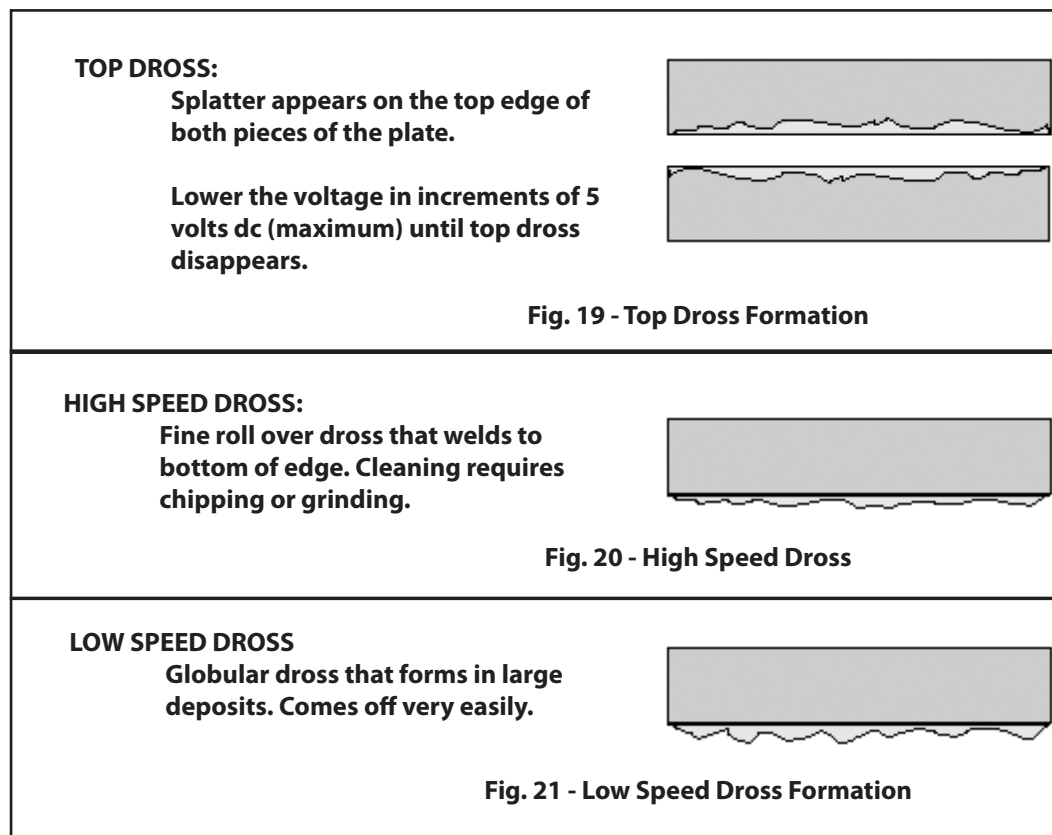 TOP DROSS:
Splatter appears on the top edge of
both pieces of the plate.
Lower the voltage in increments of 5
volts dc (maximum) until top dross
disappears.
Fig. 19 - Top Dross Formation
HIGH SPEED DROSS:
Fine roll over dross that welds to
bottom of edge. Cleaning requires
chipping or grinding.
Fig. 20 - High Speed Dross
LOW SPEED DROSS
Globular dross that forms in large
deposits. Comes off very easily.
Fig. 21 - Low Speed Dross Formation